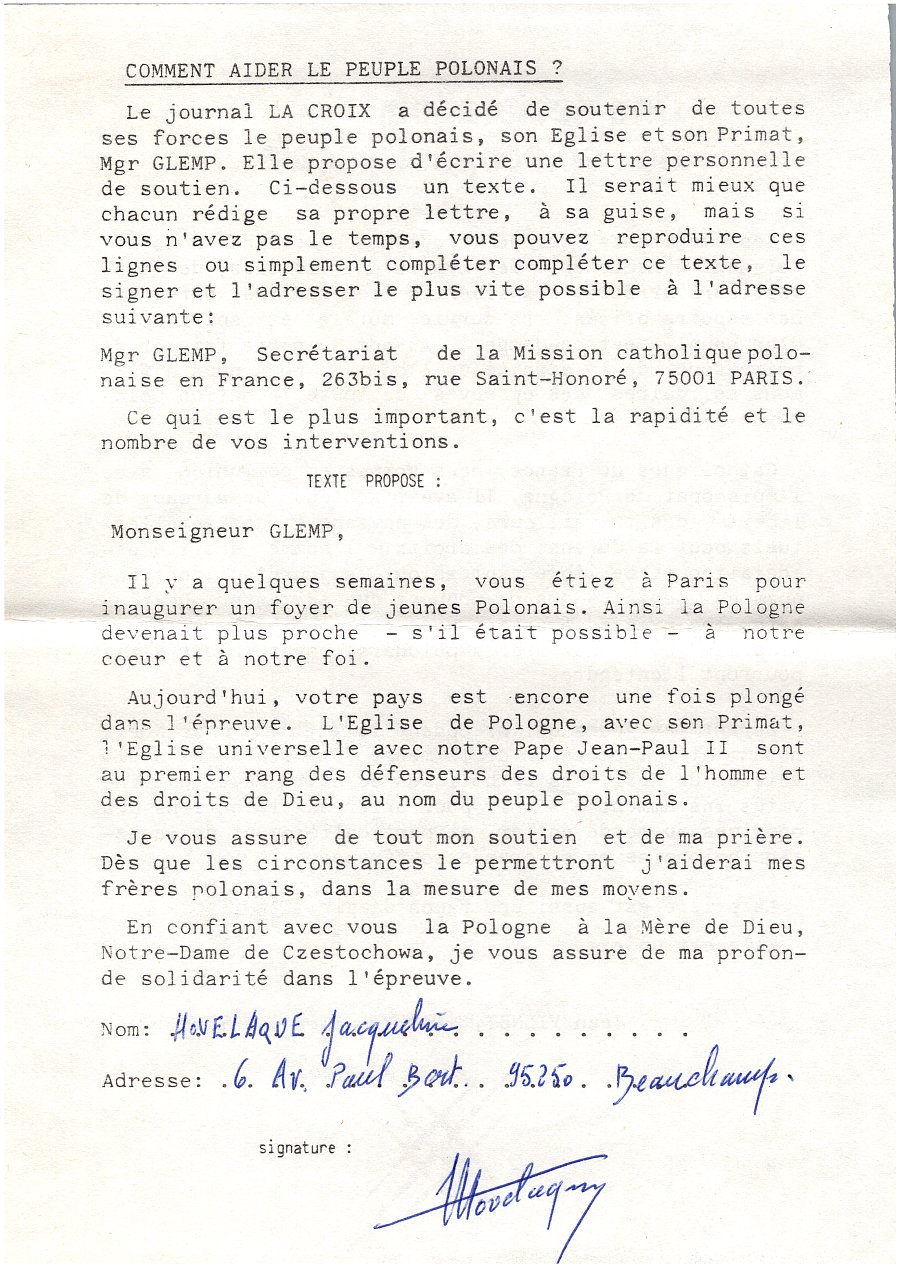 COMMENT AIDER LE PEUPLE POLONAIS ?
Le journal LA CROIX a décidé de soutenir de toutes
ses forces le peuple polonais, son Eglise et son Primat,
Mgr GLEMP. Elle propose d'écrire une lettre personnelle
de soutien. Ci-dessous un texte. Il serait mieux que
chacun rédige sa propre lettre, à sa guise, mais si
vous n'avez pas le temps, vous pouvez reproduire ces
lignes ou simplement compléter compléter ce texte, le
signer et l'adresser le plus vite possible à l'adresse
suivante:
Mgr GLEMP, Secrétariat de la Mission catholique polo-
naise en France, 263bis, rue Saint-Honoré, 75001 PARIS.
Ce qui est le plus important, c'est la rapidité et le
nombre de vos interventions.
TEXTE PROPOSE :
Monseigneur GLEMP,
Il y a quelques semaines, vous étiez à Paris pour
inaugurer un foyer de jeunes Polonais. Ainsi la Pologne
devenait plus proche - s'il était possible - à notre
coeur et à notre foi.
Aujourd'hui, votre pays est encore une fois plongé
dans l'épreuve. L'Eglise de Pologne, avec son Primat,
l'Eglise universelle avec notre Pape Jean-Paul II sont
au premier rang des défenseurs des droits de l'homme et
des droits de Dieu, au nom du peuple polonais.
Je vous assure de tout mon soutien et de ma prière.
Dès que les circonstances le permettront j'aiderai mes
frères polonais, dans la mesure de mes moyens.
En confiant avec vous la Pologne à la Mère de Dieu,
Notre-Dame de Czestochowa, je vous assure de ma profon-
de solidarité dans l'épreuve.
Nom: HOVELAQUE Jacqueline
Adresse: 6 Av. Paul Bert 95250 Beauchamp.
signature :